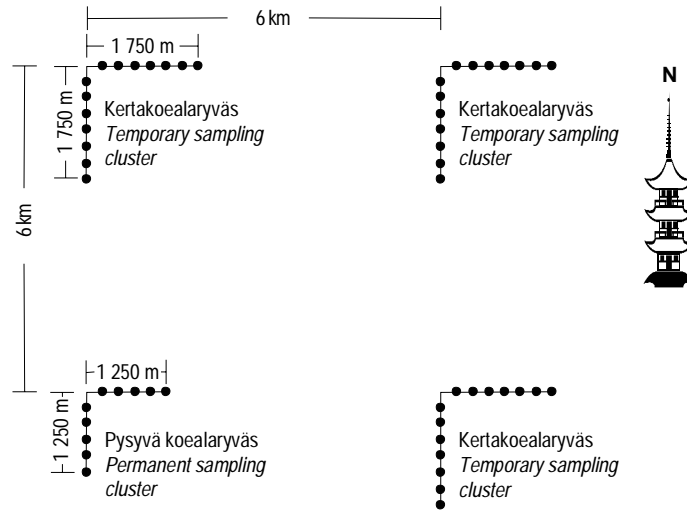 6 km
1 750 m
N
1 750 m
Kertakoealaryväs
Temporary sampling
cluster
Kertakoealaryväs
Temporary sampling
cluster
6 km
1 250 m
1 250 m
Pysyvä koealaryväs
Permanent sampling
cluster
Kertakoealaryväs
Temporary sampling
cluster